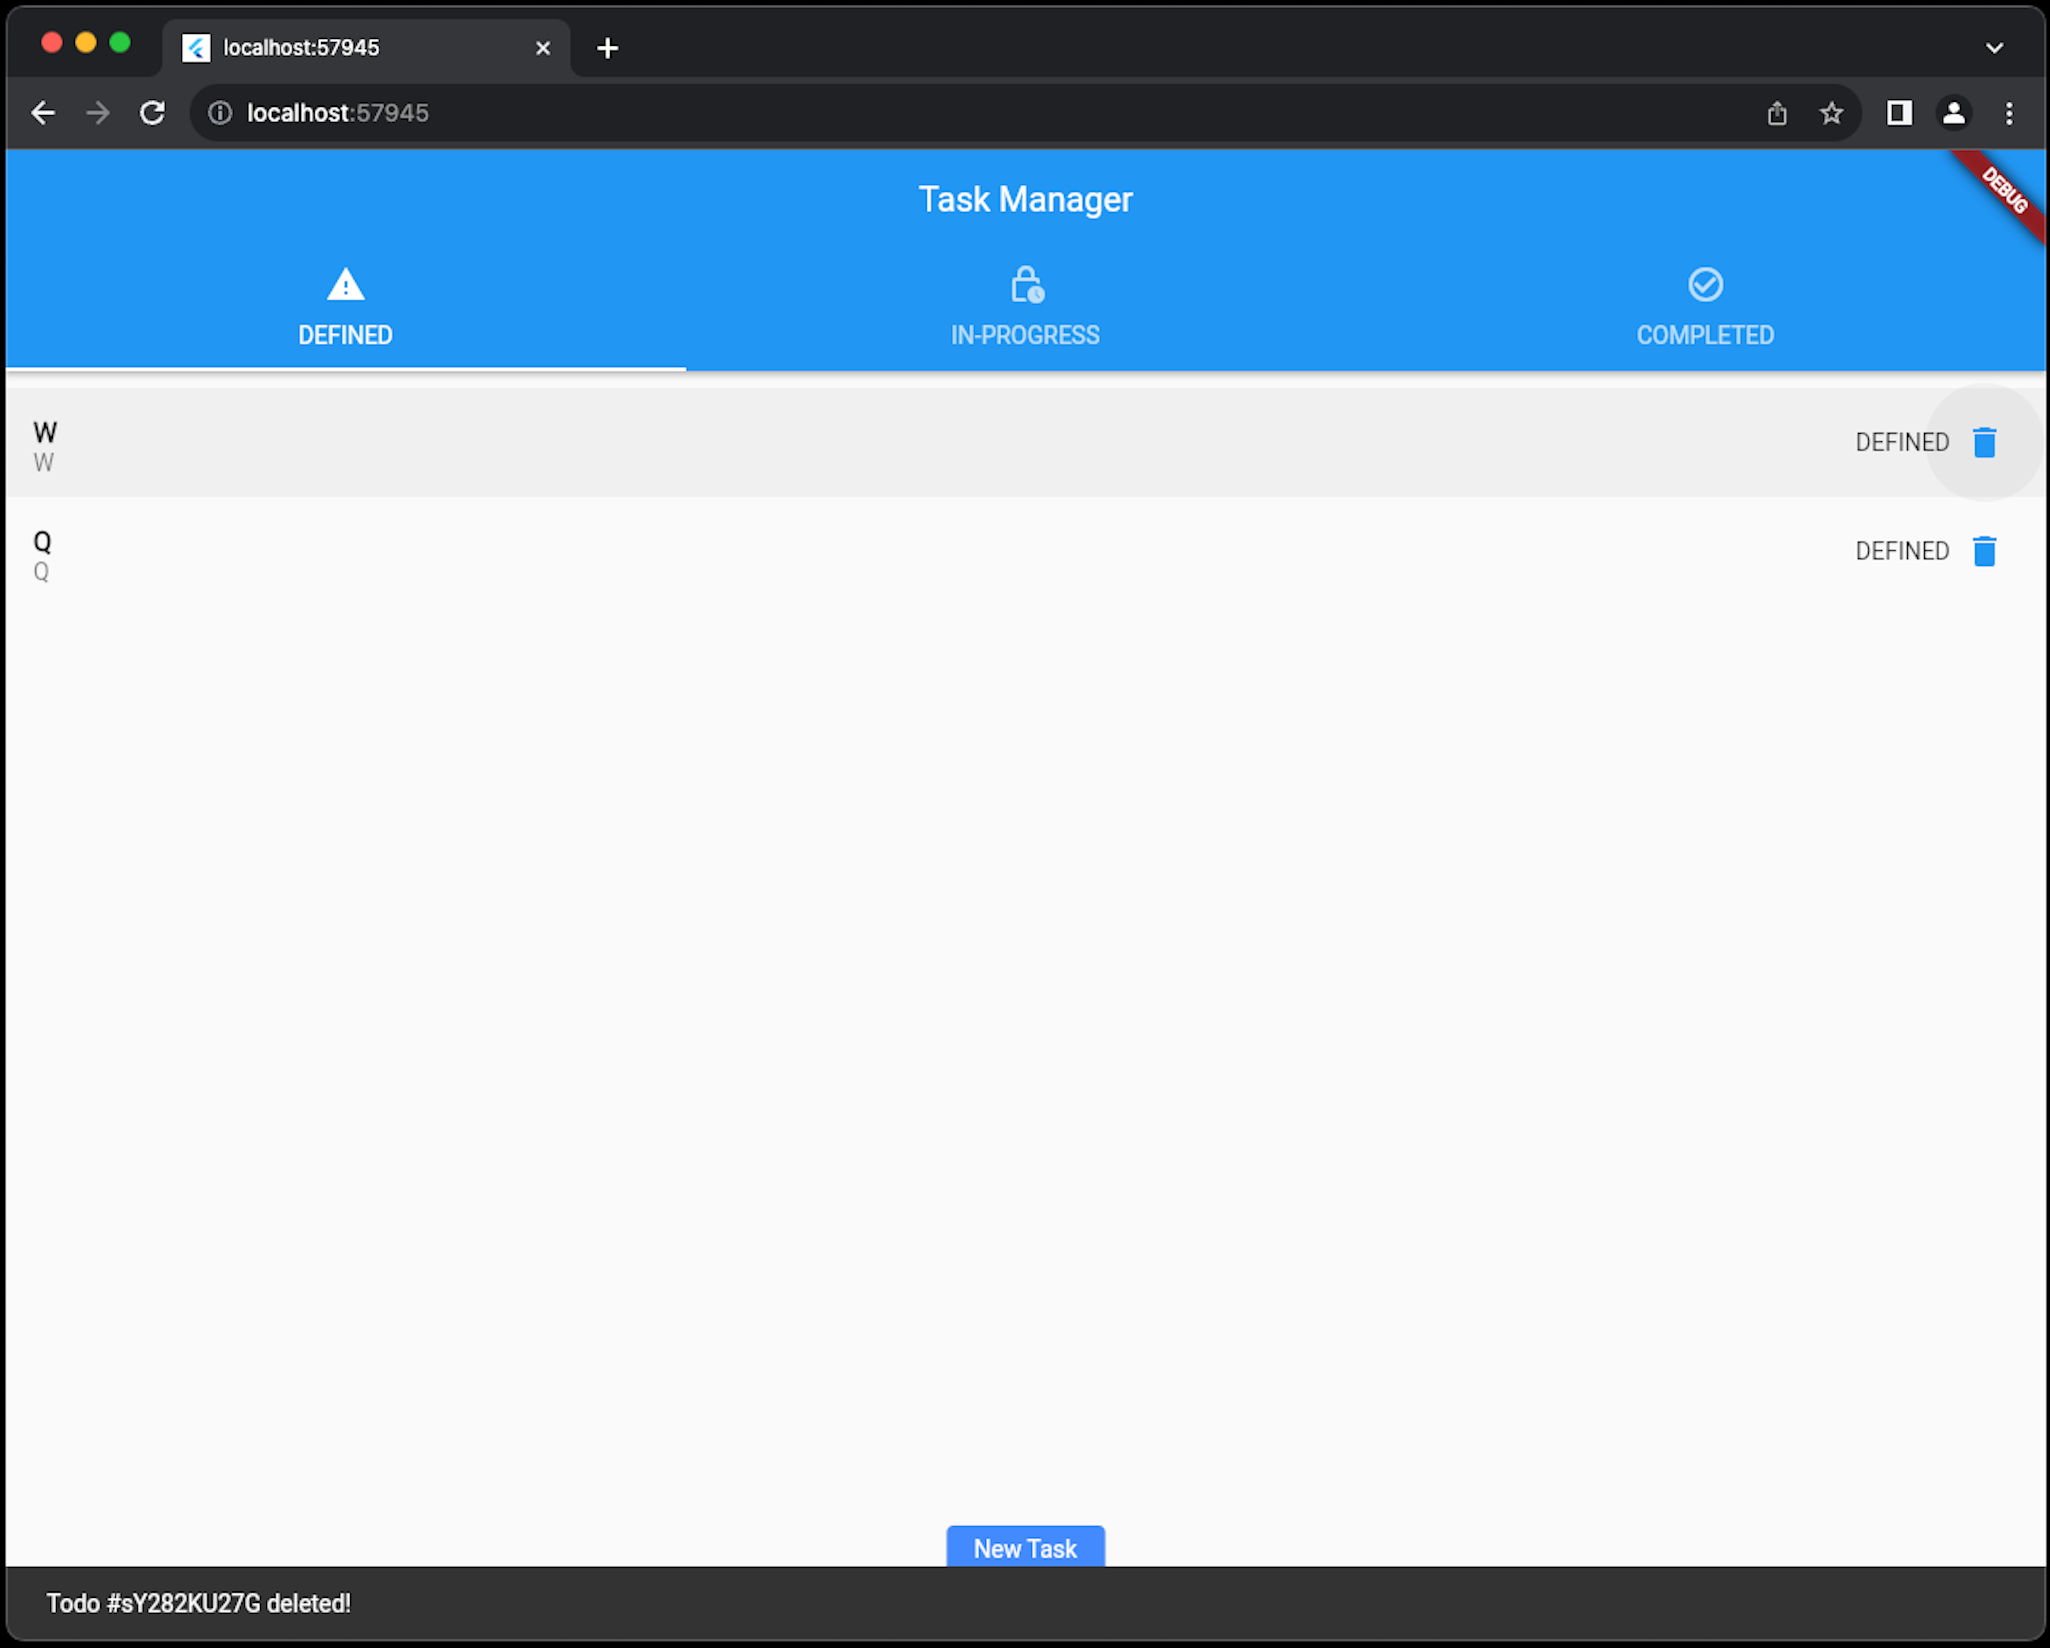 localhost:57945
localhost:57945
DEBUG
Task Manager
DEFINED
IN-PROGRESS
COMPLETED
W
W
DEFINED
Q
Q
DEFINED
New Task
Todo #sY282KU27G deleted!